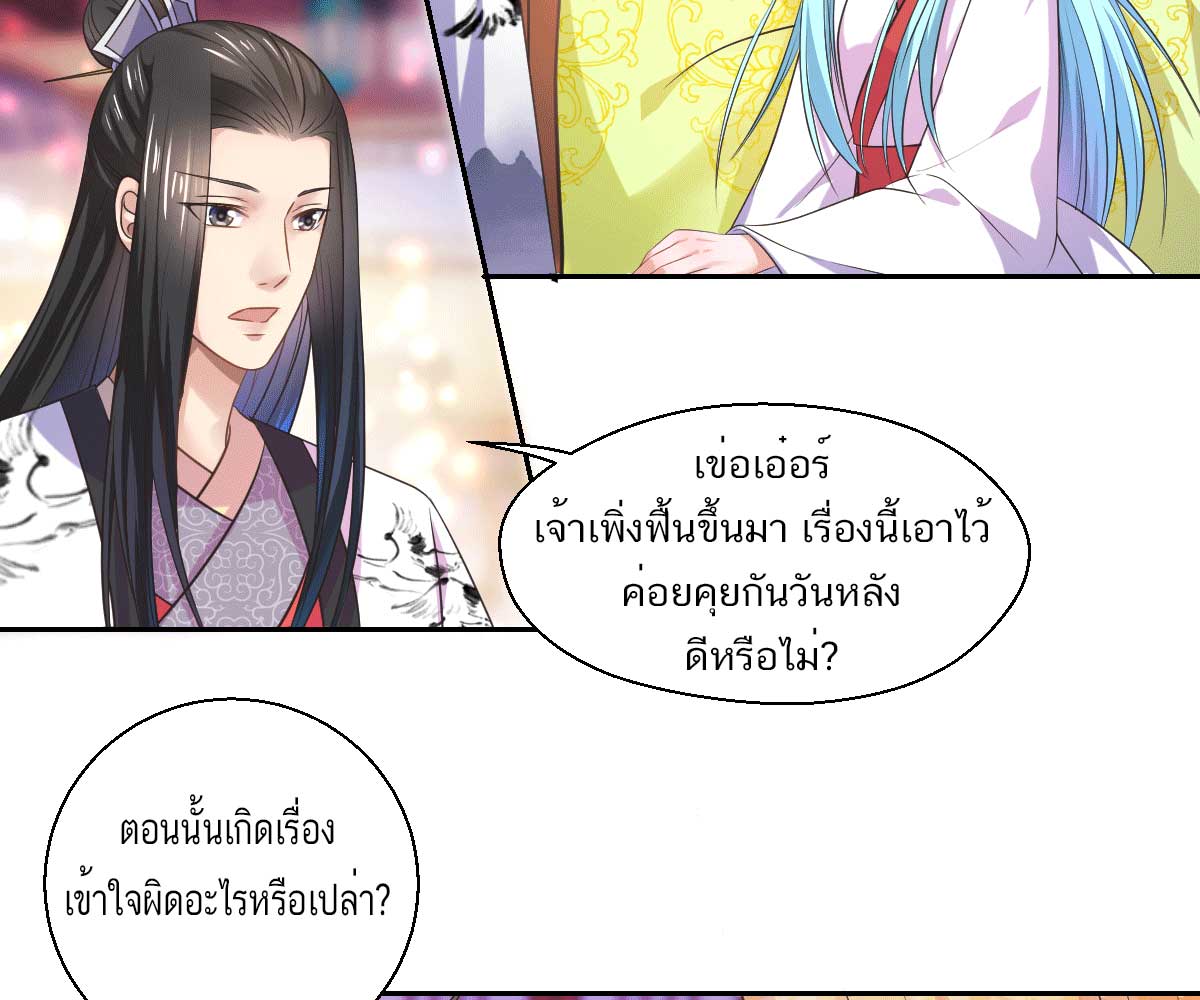 เข่อเอ๋อร์
เจ้าเพิ่งฟื้นขึ้นมา เรื่องนี้เอาไว้
ค่อยคุยกันวันหลัง
ดีหรือไม่?
ตอนนั้นเกิดเรื่อง
เข้าใจผิดอะไรหรือเปล่า?